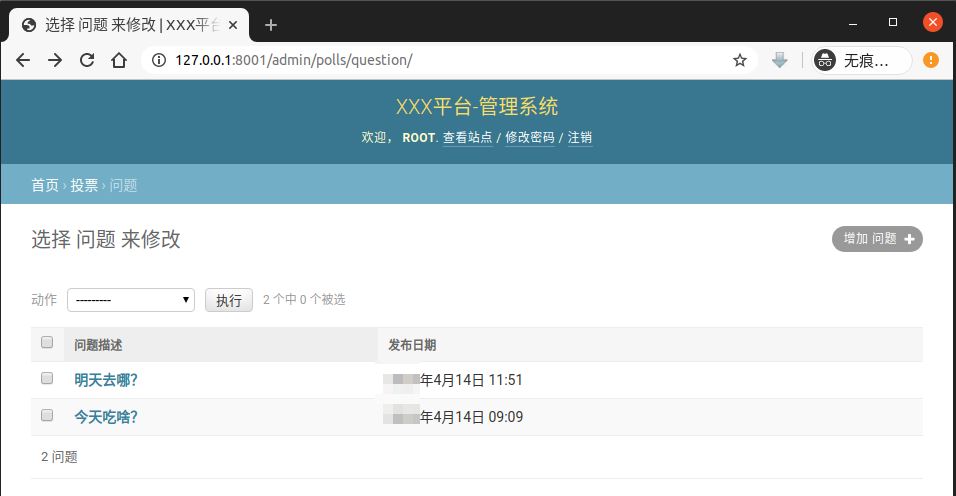 选择 问题 来修改 | XXX平台
127.0.0.1:8001/admin/polls/question/
无痕…
XXX平台-管理系统
欢迎， ROOT. 查看站点 / 修改密码 / 注销
首页 › 投票 › 问题
选择 问题 来修改
增加 问题
动作 --------- 执行 2 个中 0 个被选
问题描述 发布日期
明天去哪? 年4月14日 11:51
今天吃啥? 年4月14日 09:09
2 问题